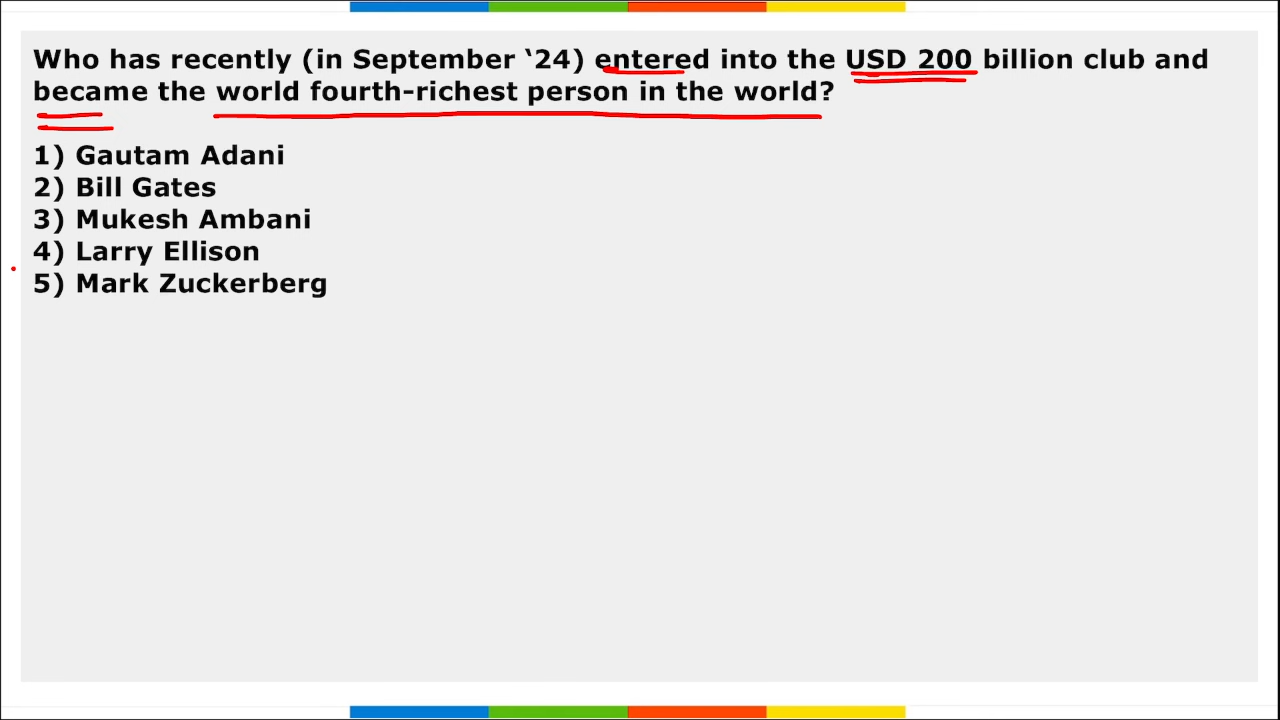 Who has recently (in September ‘24) entered into the USD 200 billion club and
became the world fourth-richest person in the world?
1) Gautam Adani
2) Bill Gates
3) Mukesh Ambani
4) Larry Ellison
5) Mark Zuckerberg